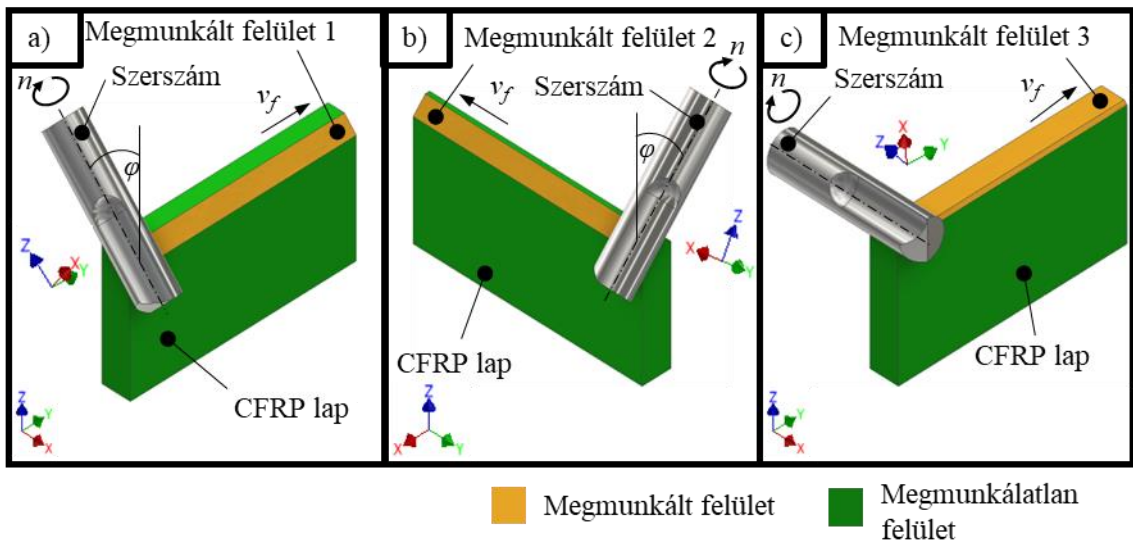 a)
Megmunkált felület 1
n
Szerszám
v_f
φ
Z
X
Y
CFRP lap
Z
Y
X
b)
Megmunkált felület 2
n
Szerszám
v_f
φ
Z
X
Y
CFRP lap
Z
X
Y
c)
Megmunkált felület 3
n
Szerszám
v_f
X
Z
Y
CFRP lap
Z
Y
X
Megmunkált felület
Megmunkálatlan
felület